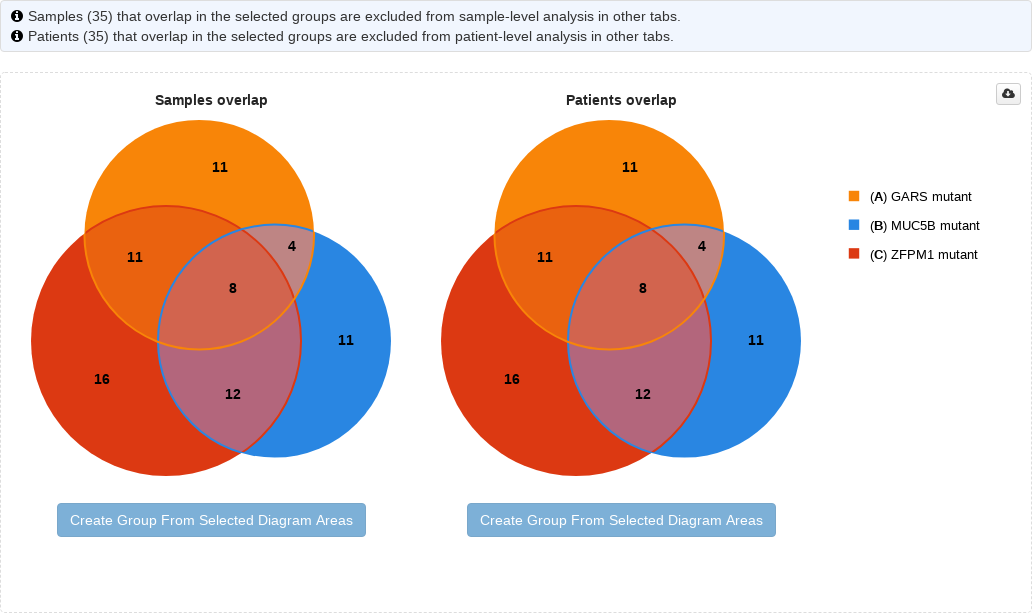 Samples (35) that overlap in the selected groups are excluded from sample-level analysis in other tabs.
Patients (35) that overlap in the selected groups are excluded from patient-level analysis in other tabs.
Samples overlap
11
11
4
8
11
16
12
Create Group From Selected Diagram Areas
Patients overlap
11
11
4
8
11
16
12
Create Group From Selected Diagram Areas
(A) GARS mutant
(B) MUC5B mutant
(C) ZFPM1 mutant